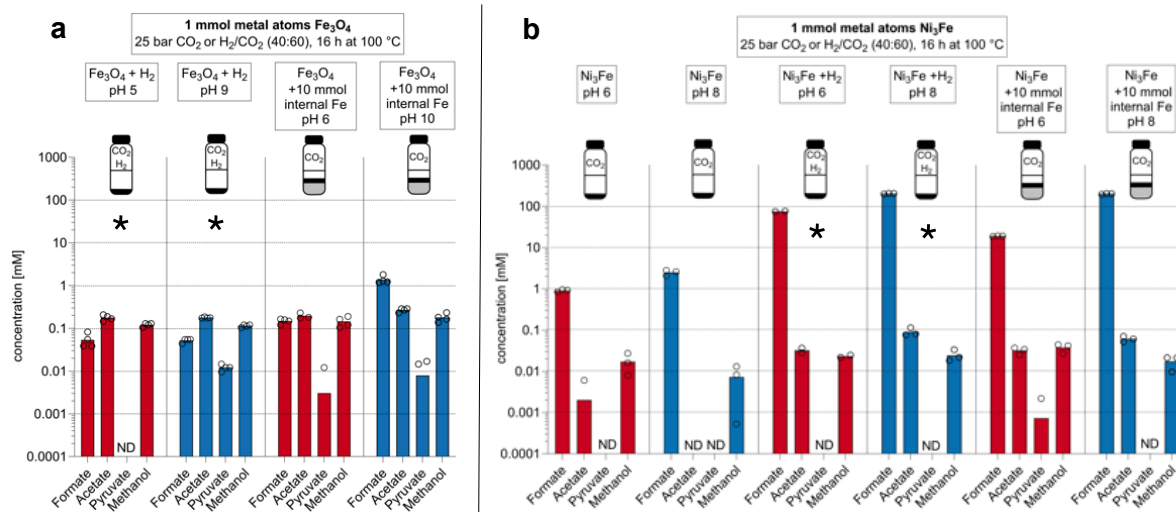 a
1 mmol metal atoms Fe₃O₄
25 bar CO₂ or H₂/CO₂ (40:60), 16 h at 100 °C
Fe₃O₄ + H₂
pH 5
Fe₃O₄ + H₂
pH 9
Fe₃O₄
+10 mmol
internal Fe
pH 6
Fe₃O₄
+10 mmol
internal Fe
pH 10
CO₂
H₂
CO₂
H₂
CO₂
CO₂
* *
concentration [mM]
1000
100
10
1
0.1
0.01
0.001
0.0001
ND
Formate Acetate Pyruvate Methanol Formate Acetate Pyruvate Methanol Formate Acetate Pyruvate Methanol Formate Acetate Pyruvate Methanol
b
1 mmol metal atoms Ni₃Fe
25 bar CO₂ or H₂/CO₂ (40:60), 16 h at 100 °C
Ni₃Fe
pH 6
Ni₃Fe
pH 8
Ni₃Fe +H₂
pH 6
Ni₃Fe +H₂
pH 8
Ni₃Fe
+10 mmol
internal Fe
pH 6
Ni₃Fe
+10 mmol
internal Fe
pH 8
CO₂
CO₂
CO₂
H₂
CO₂
H₂
CO₂
CO₂
* *
concentration [mM]
1000
100
10
1
0.1
0.01
0.001
0.0001
ND ND ND ND ND ND
Formate Acetate Pyruvate Methanol Formate Acetate Pyruvate Methanol Formate Acetate Pyruvate Methanol Formate Acetate Pyruvate Methanol Formate Acetate Pyruvate Methanol Formate Acetate Pyruvate Methanol